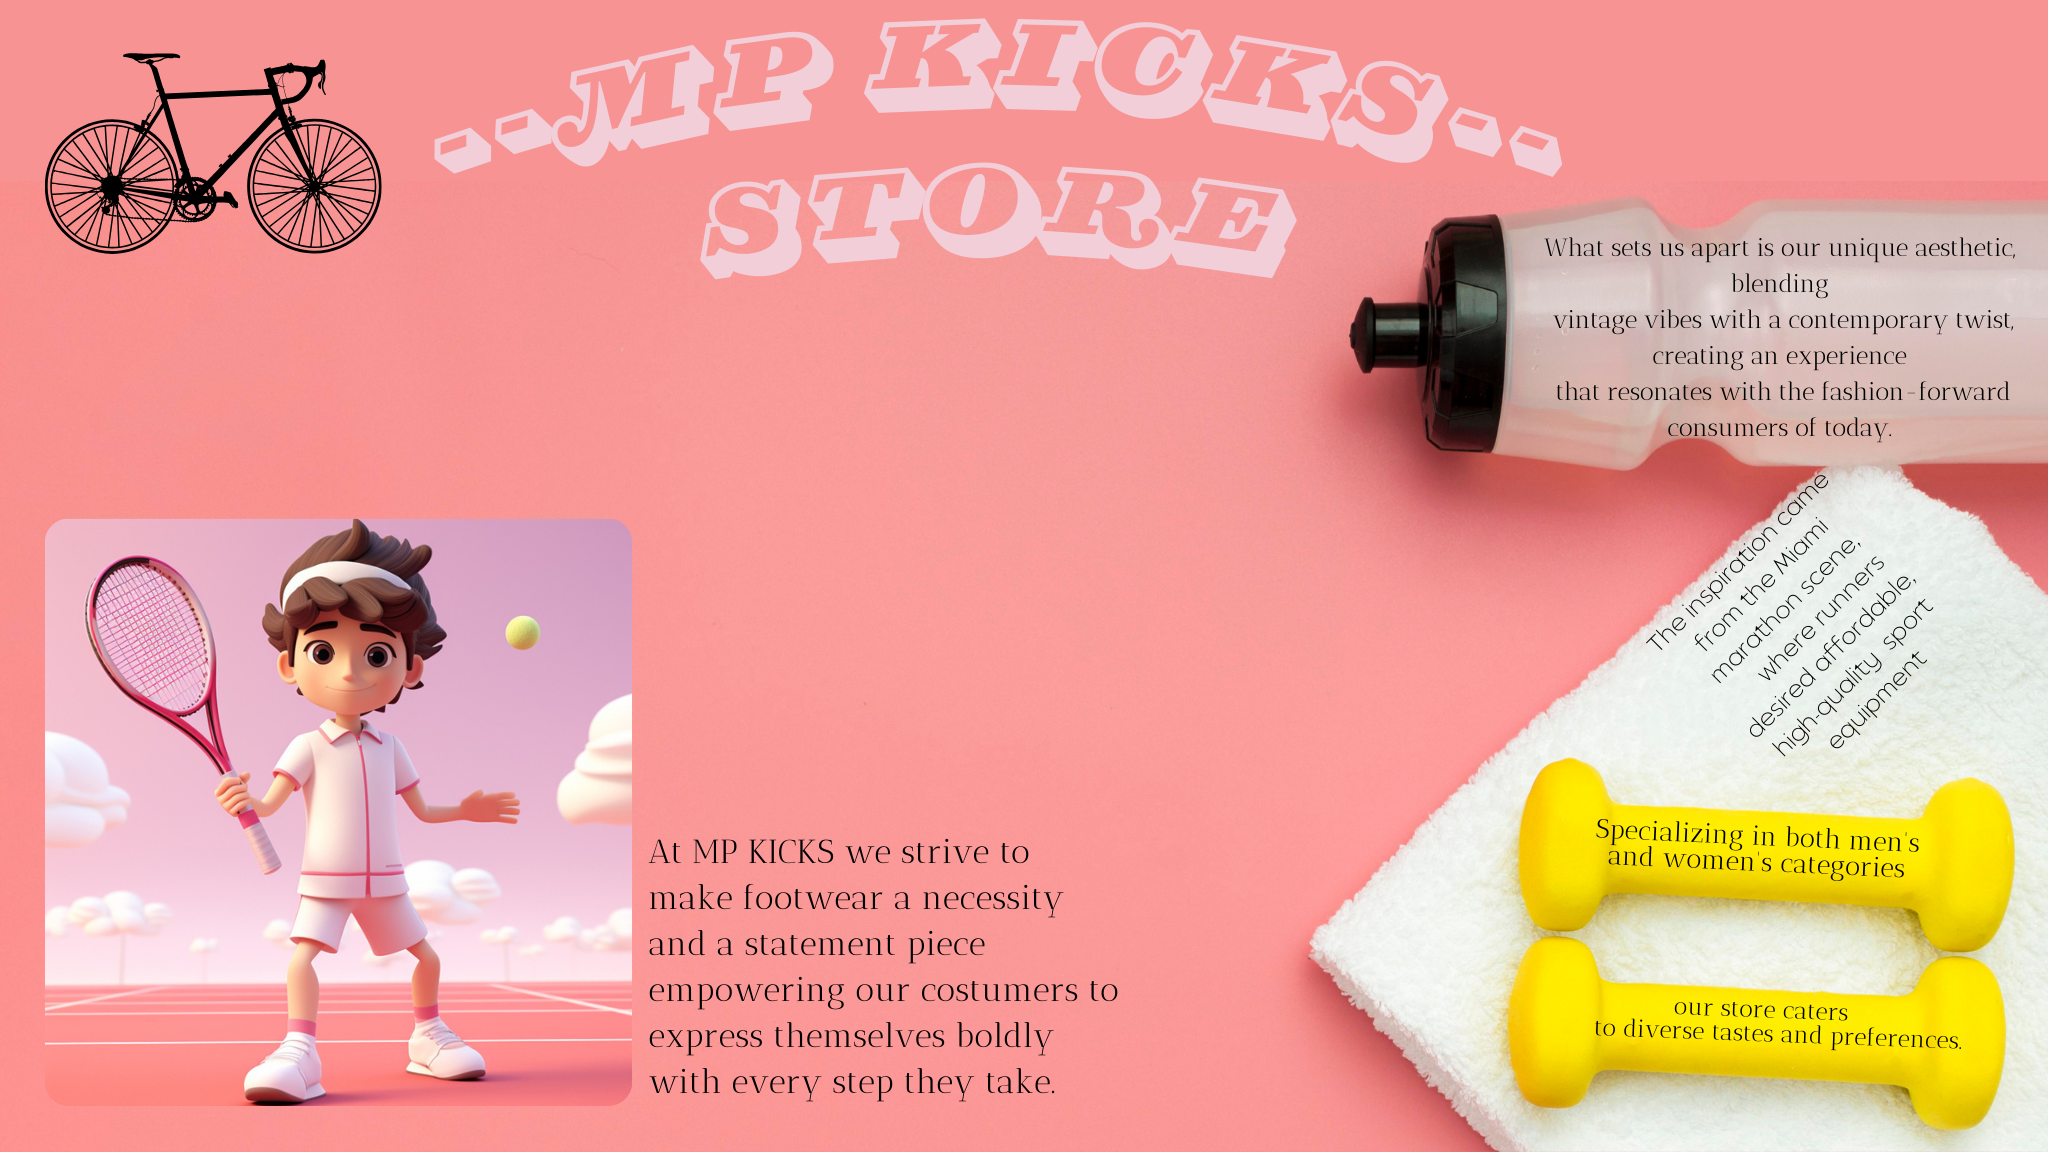 --MP KICKS--
STORE
What sets us apart is our unique aesthetic,
blending
vintage vibes with a contemporary twist,
creating an experience
that resonates with the fashion-forward
consumers of today.
The inspiration came
from the Miami
marathon scene,
where runners
desired affordable,
high-quality sport
equipment
Specializing in both men's
and women's categories
our store caters
to diverse tastes and preferences.
At MP KICKS we strive to
make footwear a necessity
and a statement piece
empowering our costumers to
express themselves boldly
with every step they take.